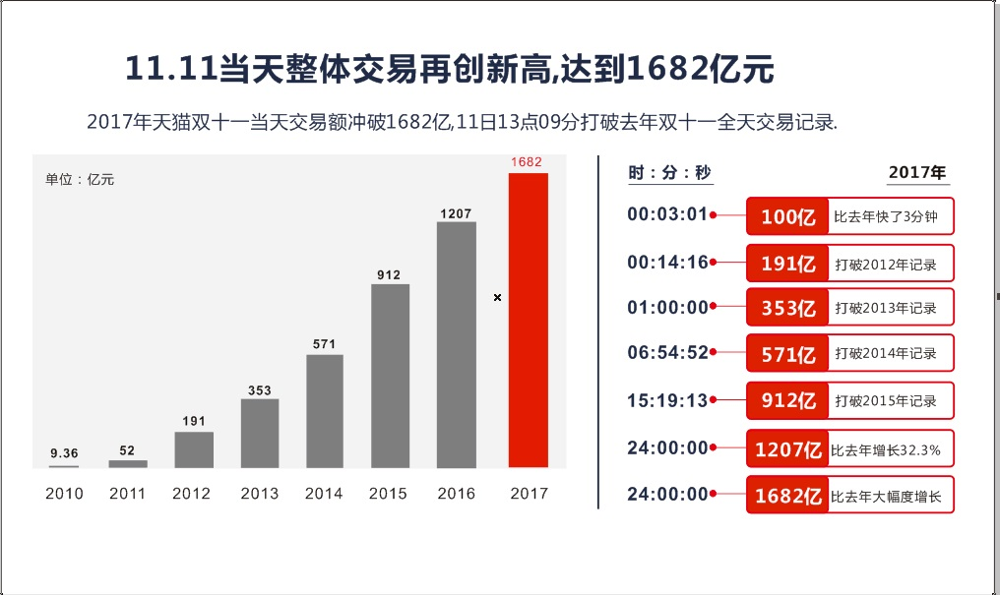 11.11当天整体交易再创新高,达到1682亿元
2017年天猫双十一当天交易额冲破1682亿,11日13点09分打破去年双十一全天交易记录.
单位：亿元
9.36
52
191
353
571
912
1207
1682
2010 2011 2012 2013 2014 2015 2016 2017
时：分：秒 2017年
00:03:01 100亿 比去年快了3分钟
00:14:16 191亿 打破2012年记录
01:00:00 353亿 打破2013年记录
06:54:52 571亿 打破2014年记录
15:19:13 912亿 打破2015年记录
24:00:00 1207亿 比去年增长32.3%
24:00:00 1682亿 比去年大幅度增长